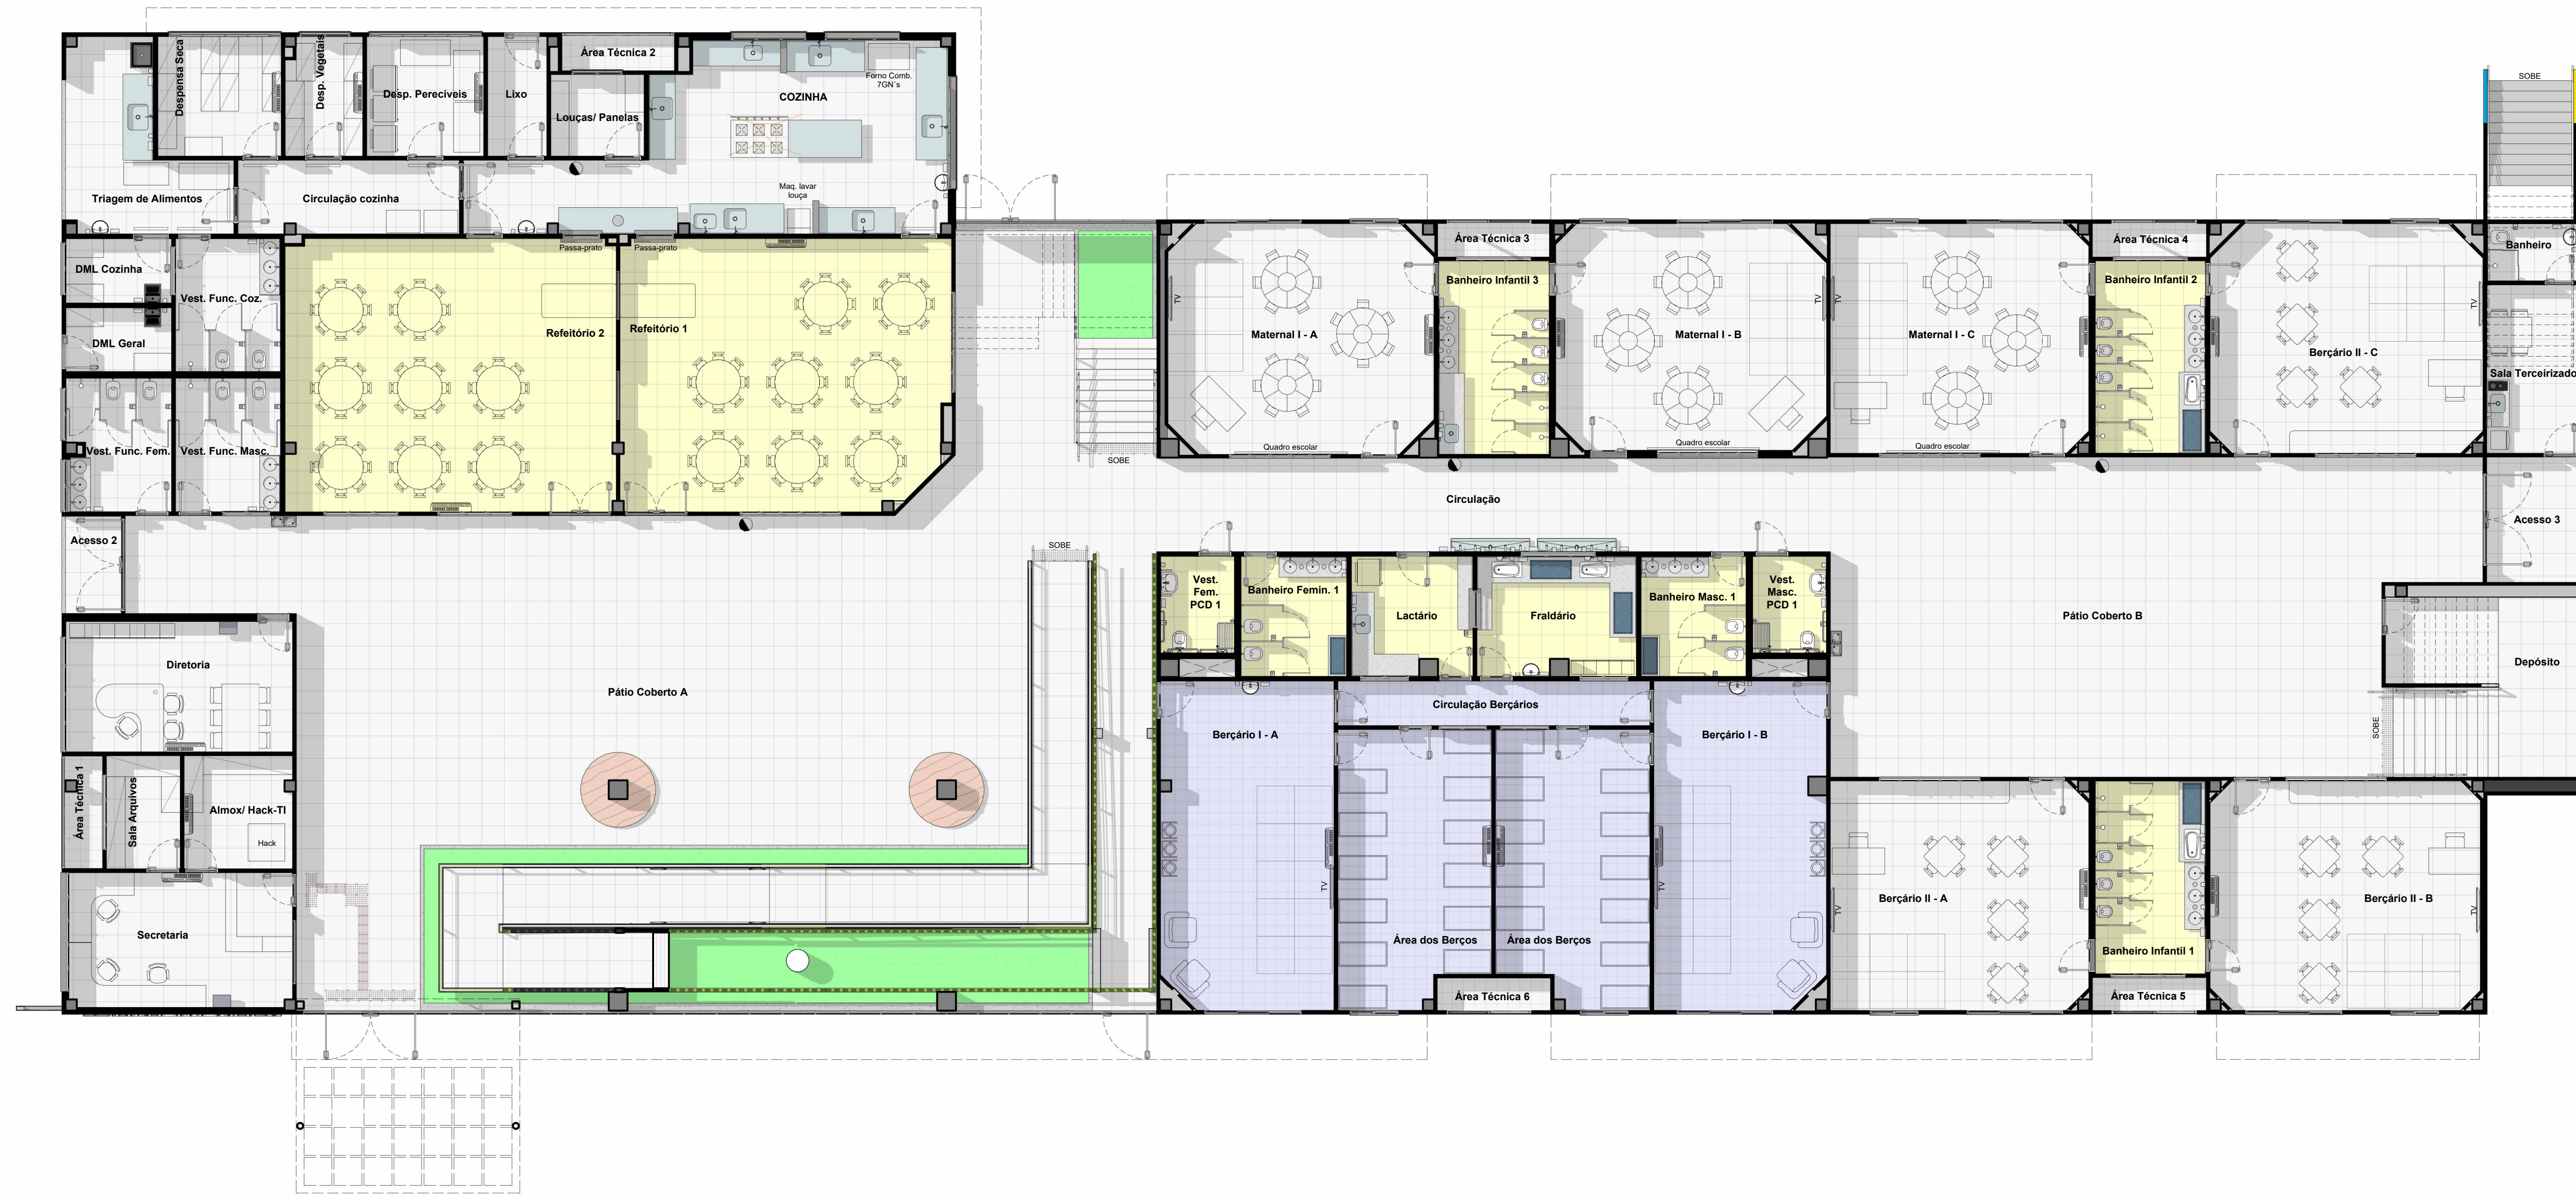 SOBE
Despensa Seca
Desp. Vegetais
Desp. Perecíveis
Lixo
Área Técnica 2
Louças/ Panelas
COZINHA
Forno Comb.
7GN´s
Maq. lavar
louça
Triagem de Alimentos
Circulação cozinha
Passa-prato
Passa-prato
DML Cozinha
Vest. Func. Coz.
DML Geral
Vest. Func. Fem.
Vest. Func. Masc.
Refeitório 2
Refeitório 1
SOBE
Área Técnica 3
Área Técnica 4
Banheiro
Banheiro Infantil 3
Banheiro Infantil 2
TV
Maternal I - A
Maternal I - B
TV
TV
Maternal I - C
Berçário II - C
TV
Sala Terceirizado
Quadro escolar
Quadro escolar
Quadro escolar
Circulação
Acesso 2
Acesso 3
SOBE
Vest.
Fem.
PCD 1
Banheiro Femin. 1
Lactário
Fraldário
Banheiro Masc. 1
Vest.
Masc.
PCD 1
Pátio Coberto B
Depósito
SOBE
Diretoria
Pátio Coberto A
Circulação Berçários
Berçário I - A
Berçário I - B
Área Técnica 1
Sala Arquivos
Almox/ Hack-TI
Hack
TV
TV
TV
Berçário II - A
Berçário II - B
TV
Secretaria
Área dos Berços
Área dos Berços
Banheiro Infantil 1
Área Técnica 6
Área Técnica 5